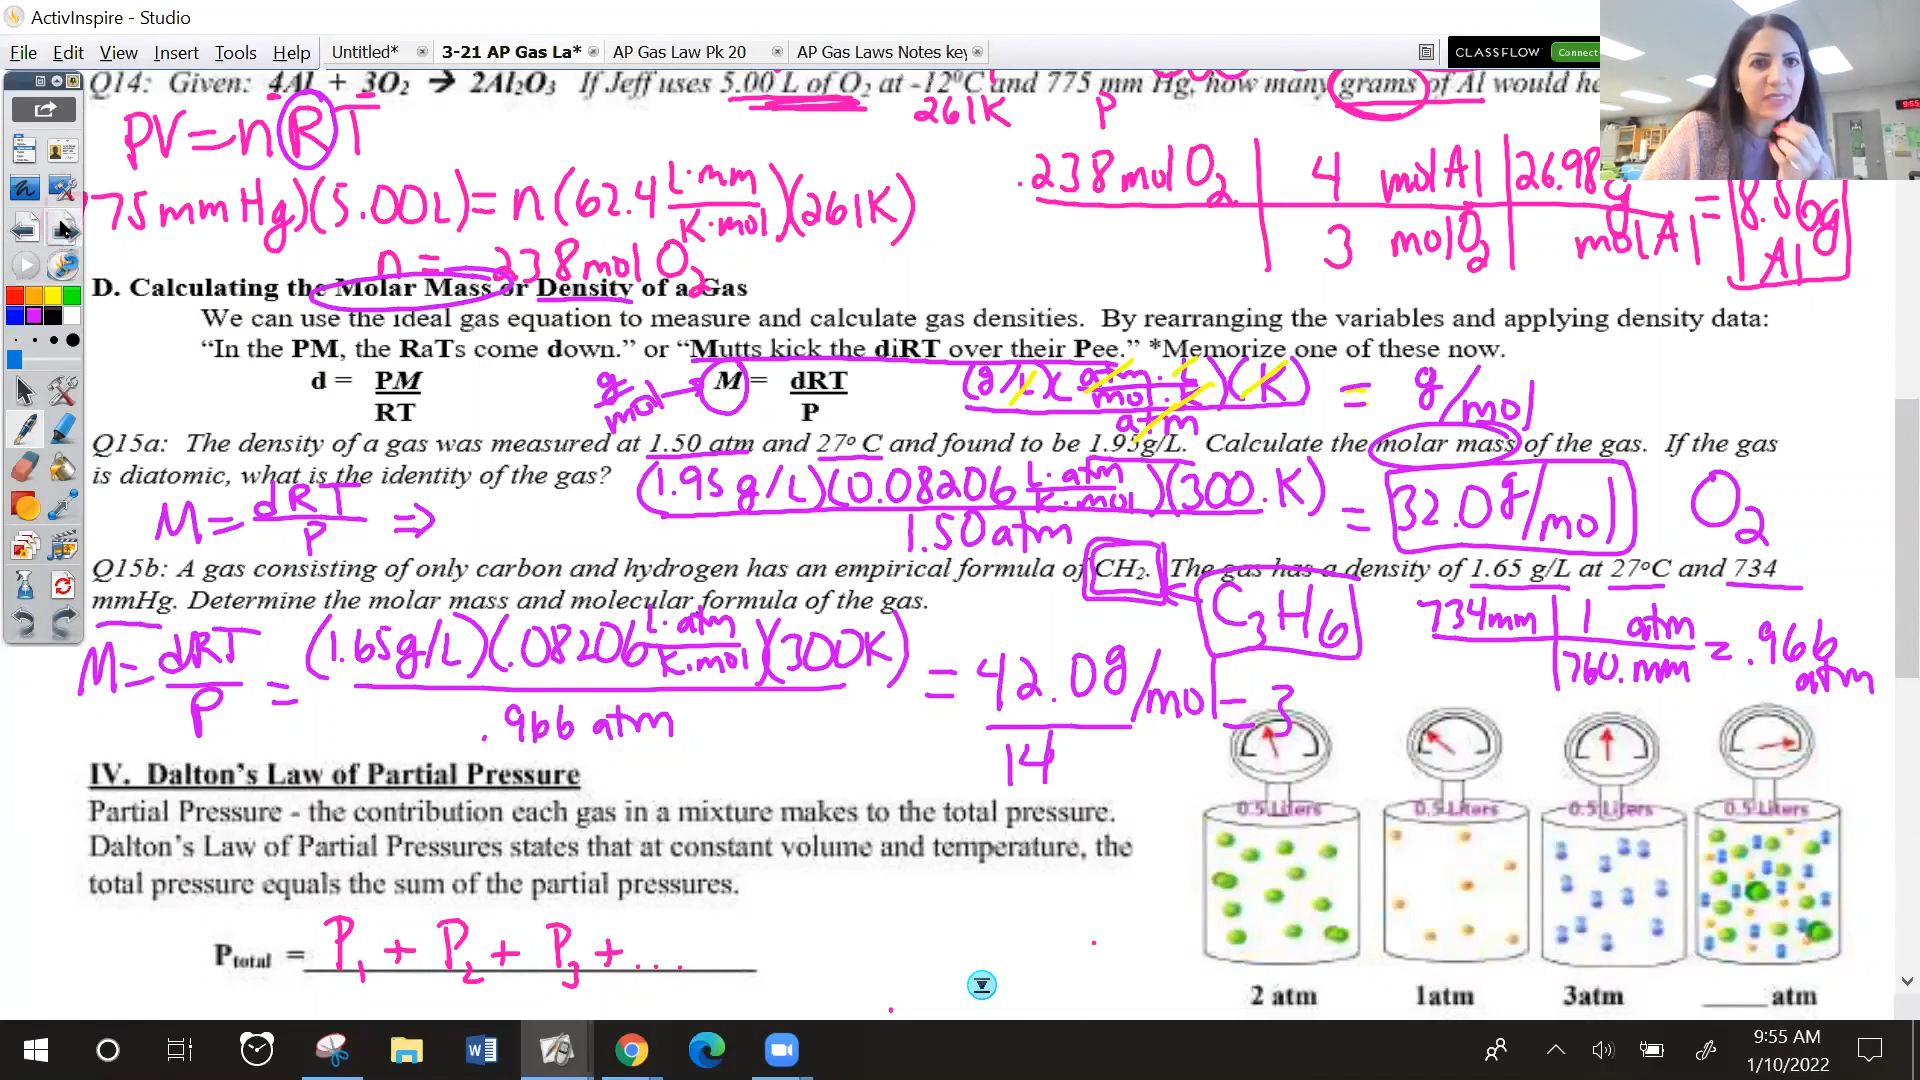 ActivInspire - Studio
File Edit View Insert Tools Help Untitled* 3-21 AP Gas La* AP Gas Law Pk 20 AP Gas Laws Notes key CLASSFLOW Connect
Q14: Given: 4Al + 3O₂ ➔ 2Al₂O₃ If Jeff uses 5.00 L of O₂ at -12⁰C and 775 mm Hg, how many grams of Al would he
261K P
PV = nRT
.238 mol O₂ 4 mol Al 26.98 g
3 mol O₂ mol Al = 8.56g Al
75 mm Hg)(5.00L) = n(62.4 L·mm / K·mol)(261K)
n = .238 mol O₂
D. Calculating the Molar Mass or Density of a Gas
We can use the ideal gas equation to measure and calculate gas densities. By rearranging the variables and applying density data:
“In the PM, the RaTs come down.” or “Mutts kick the diRT over their Pee.” *Memorize one of these now.
d = PM / RT g/mol M = dRT / P (g/L)(atm·L / mol·K)(K) / atm = g/mol
Q15a: The density of a gas was measured at 1.50 atm and 27º C and found to be 1.95g/L. Calculate the molar mass of the gas. If the gas
is diatomic, what is the identity of the gas?
M = dRT / P ⇒ (1.95 g/L)(0.08206 L·atm / K·mol)(300. K) / 1.50 atm = 32.0 g/mol O₂
Q15b: A gas consisting of only carbon and hydrogen has an empirical formula of CH₂. The gas has a density of 1.65 g/L at 27ºC and 734
mmHg. Determine the molar mass and molecular formula of the gas.
C₃H₆
734mm 1 atm
760. mm = .966 atm
M = dRT / P = (1.65g/L)(.08206 L·atm / K·mol)(300K) / .966 atm = 42.0g/mol / 14 = 3
IV. Dalton’s Law of Partial Pressure
Partial Pressure - the contribution each gas in a mixture makes to the total pressure.
Dalton’s Law of Partial Pressures states that at constant volume and temperature, the
total pressure equals the sum of the partial pressures.
0.5 Liters 0.5 Liters 0.5 Liters 0.5 Liters
Ptotal = P₁ + P₂ + P₃ + ...
2 atm 1atm 3atm _____ atm
9:55 AM
1/10/2022